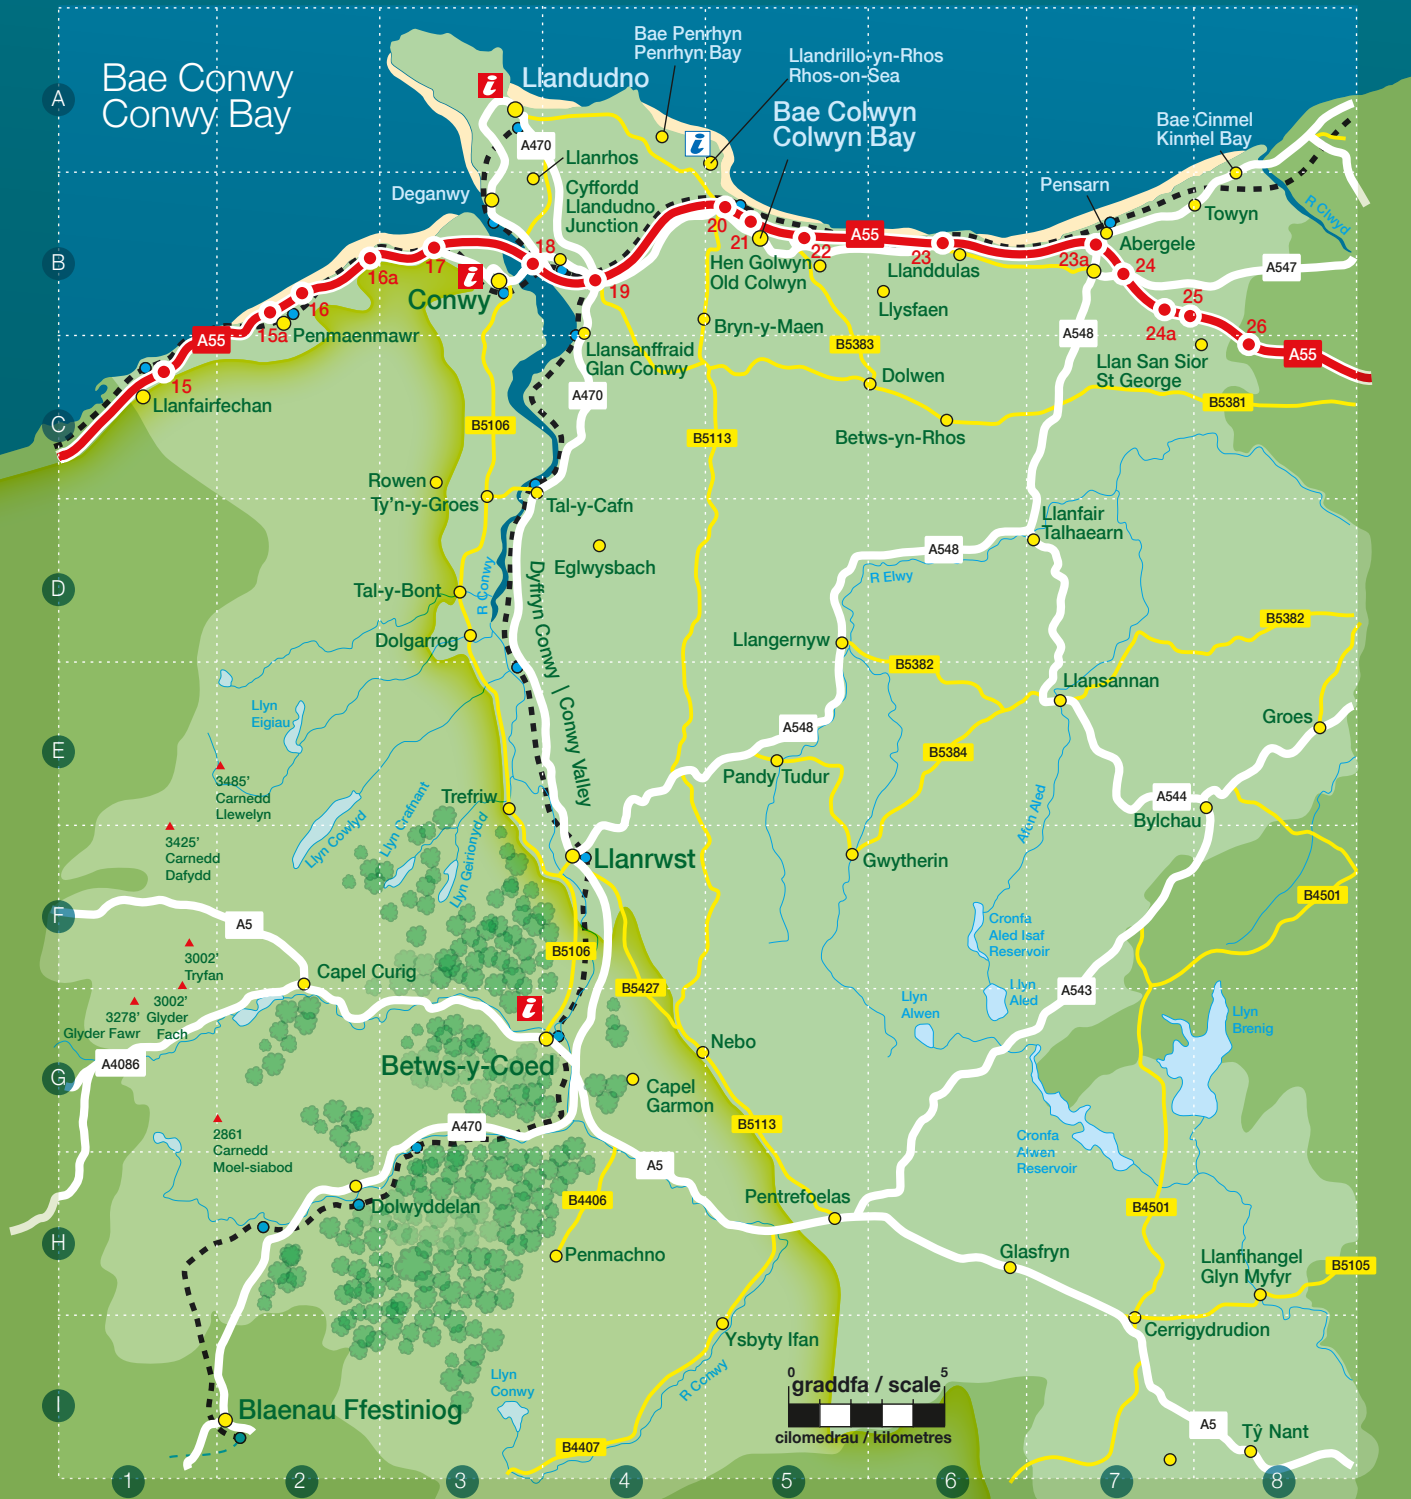 Bae Conwy
Conwy Bay
A
B
C
D
E
F
G
H
I
1
2
3
4
5
6
7
8
Llandudno
Bae Penrhyn
Penrhyn Bay
Llandrillo-yn-Rhos
Rhos-on-Sea
Bae Colwyn
Colwyn Bay
Bae Cinmel
Kinmel Bay
A470
Llanrhos
Deganwy
Cyffordd
Llandudno
Junction
Pensarn
Towyn
R Clwyd
Abergele
A55
A547
20
21
22
23
23a
24
24a
25
26
A55
18
17
16a
16
15a
15
19
A55
Conwy
Penmaenmawr
Llanfairfechan
Hen Golwyn
Old Colwyn
Llanddulas
Llysfaen
Bryn-y-Maen
B5383
A548
Llan San Sior
St George
Llansanffraid
Glan Conwy
A470
Dolwen
B5381
B5106
B5113
Betws-yn-Rhos
Rowen
Ty'n-y-Groes
Tal-y-Cafn
Llanfair
Talhaearn
A548
Eglwysbach
R Elwy
R Conwy
Dyffryn Conwy | Conwy Valley
Tal-y-Bont
Dolgarrog
Llangernyw
B5382
B5382
Llansannan
Llyn
Eigiau
Groes
A548
B5384
Pandy Tudur
3485'
Carnedd
Llewelyn
Trefriw
Llyn Cowlyd
Llyn Crafnant
Llyn Geirionydd
Afon Aled
A544
Bylchau
3425'
Carnedd
Dafydd
Llanrwst
Gwytherin
B4501
A5
Cronfa
Aled Isaf
Reservoir
3002'
Tryfan
Capel Curig
B5106
B5427
A543
Llyn
Aled
Llyn
Alwen
Llyn
Brenig
3278'
Glyder Fawr
3002'
Glyder
Fach
A4086
Betws-y-Coed
Nebo
Capel
Garmon
2861
Carnedd
Moel-siabod
A470
B5113
Cronfa
Alwen
Reservoir
A5
B4406
Pentrefoelas
B4501
Dolwyddelan
Penmachno
Glasfryn
Llanfihangel
Glyn Myfyr
B5105
Ysbyty Ifan
Cerrigydrudion
R Conwy
Llyn
Conwy
Blaenau Ffestiniog
0
5
graddfa / scale
cilomedrau / kilometres
B4407
A5
Tŷ Nant